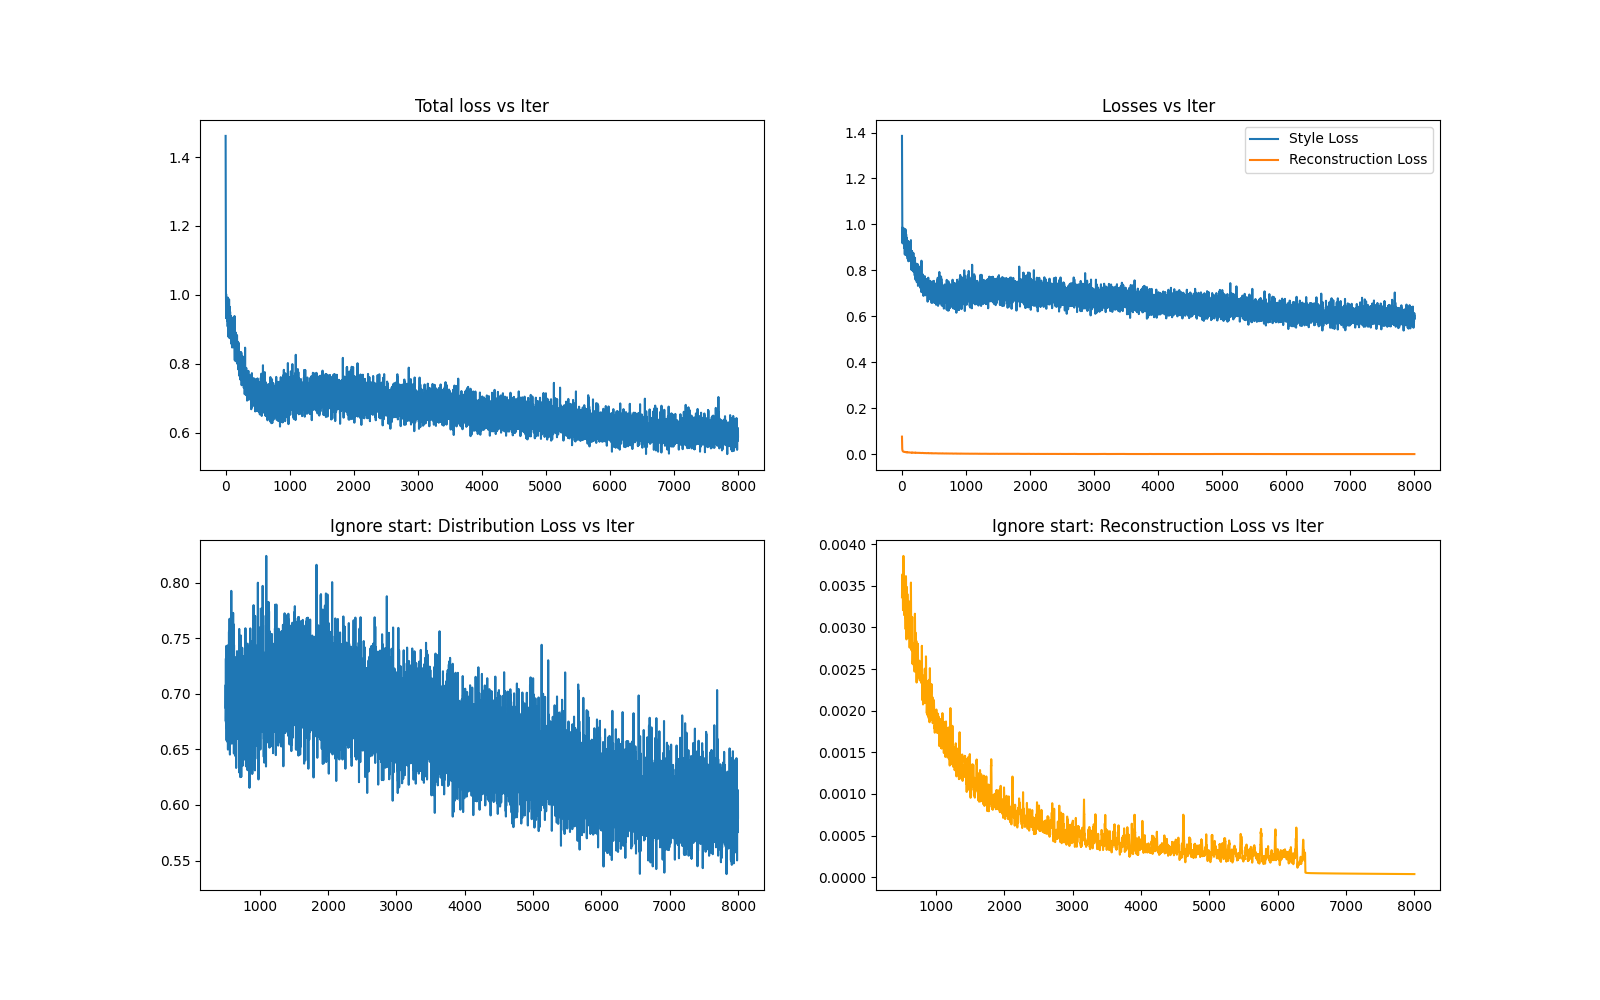 Total loss vs Iter
1.4
1.2
1.0
0.8
0.6
0 1000 2000 3000 4000 5000 6000 7000 8000
Losses vs Iter
Style Loss
Reconstruction Loss
1.4
1.2
1.0
0.8
0.6
0.4
0.2
0.0
0 1000 2000 3000 4000 5000 6000 7000 8000
Ignore start: Distribution Loss vs Iter
0.80
0.75
0.70
0.65
0.60
0.55
1000 2000 3000 4000 5000 6000 7000 8000
Ignore start: Reconstruction Loss vs Iter
0.0040
0.0035
0.0030
0.0025
0.0020
0.0015
0.0010
0.0005
0.0000
1000 2000 3000 4000 5000 6000 7000 8000